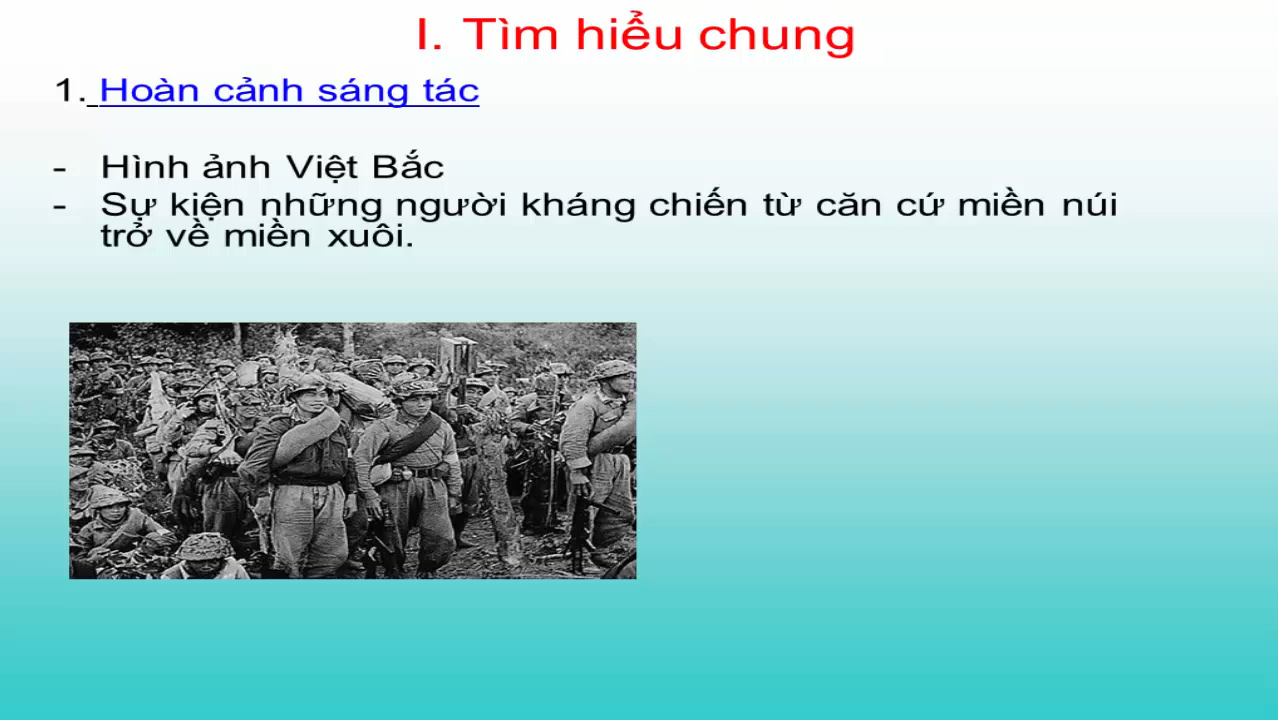 I. Tìm hiểu chung
1. Hoàn cảnh sáng tác
- Hình ảnh Việt Bắc
- Sự kiện những người kháng chiến từ căn cứ miền núi
trở về miền xuôi.